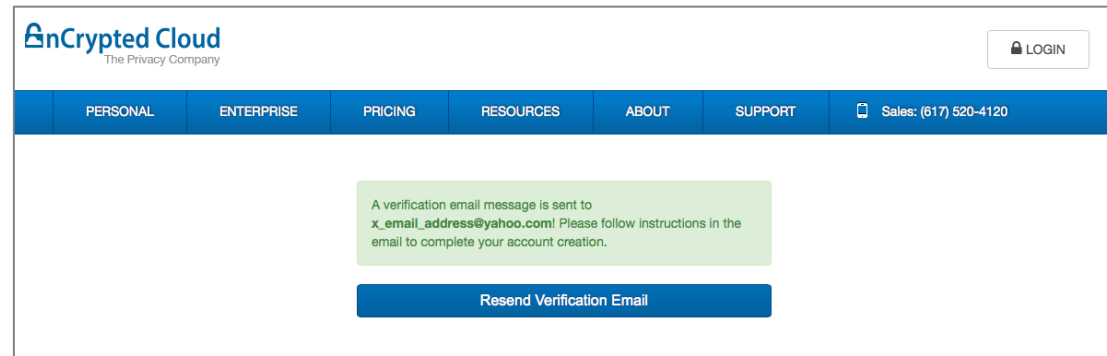 nCrypted Cloud
The Privacy Company
LOGIN
PERSONAL ENTERPRISE PRICING RESOURCES ABOUT SUPPORT Sales: (617) 520-4120
A verification email message is sent to
x_email_address@yahoo.com! Please follow instructions in the
email to complete your account creation.
Resend Verification Email